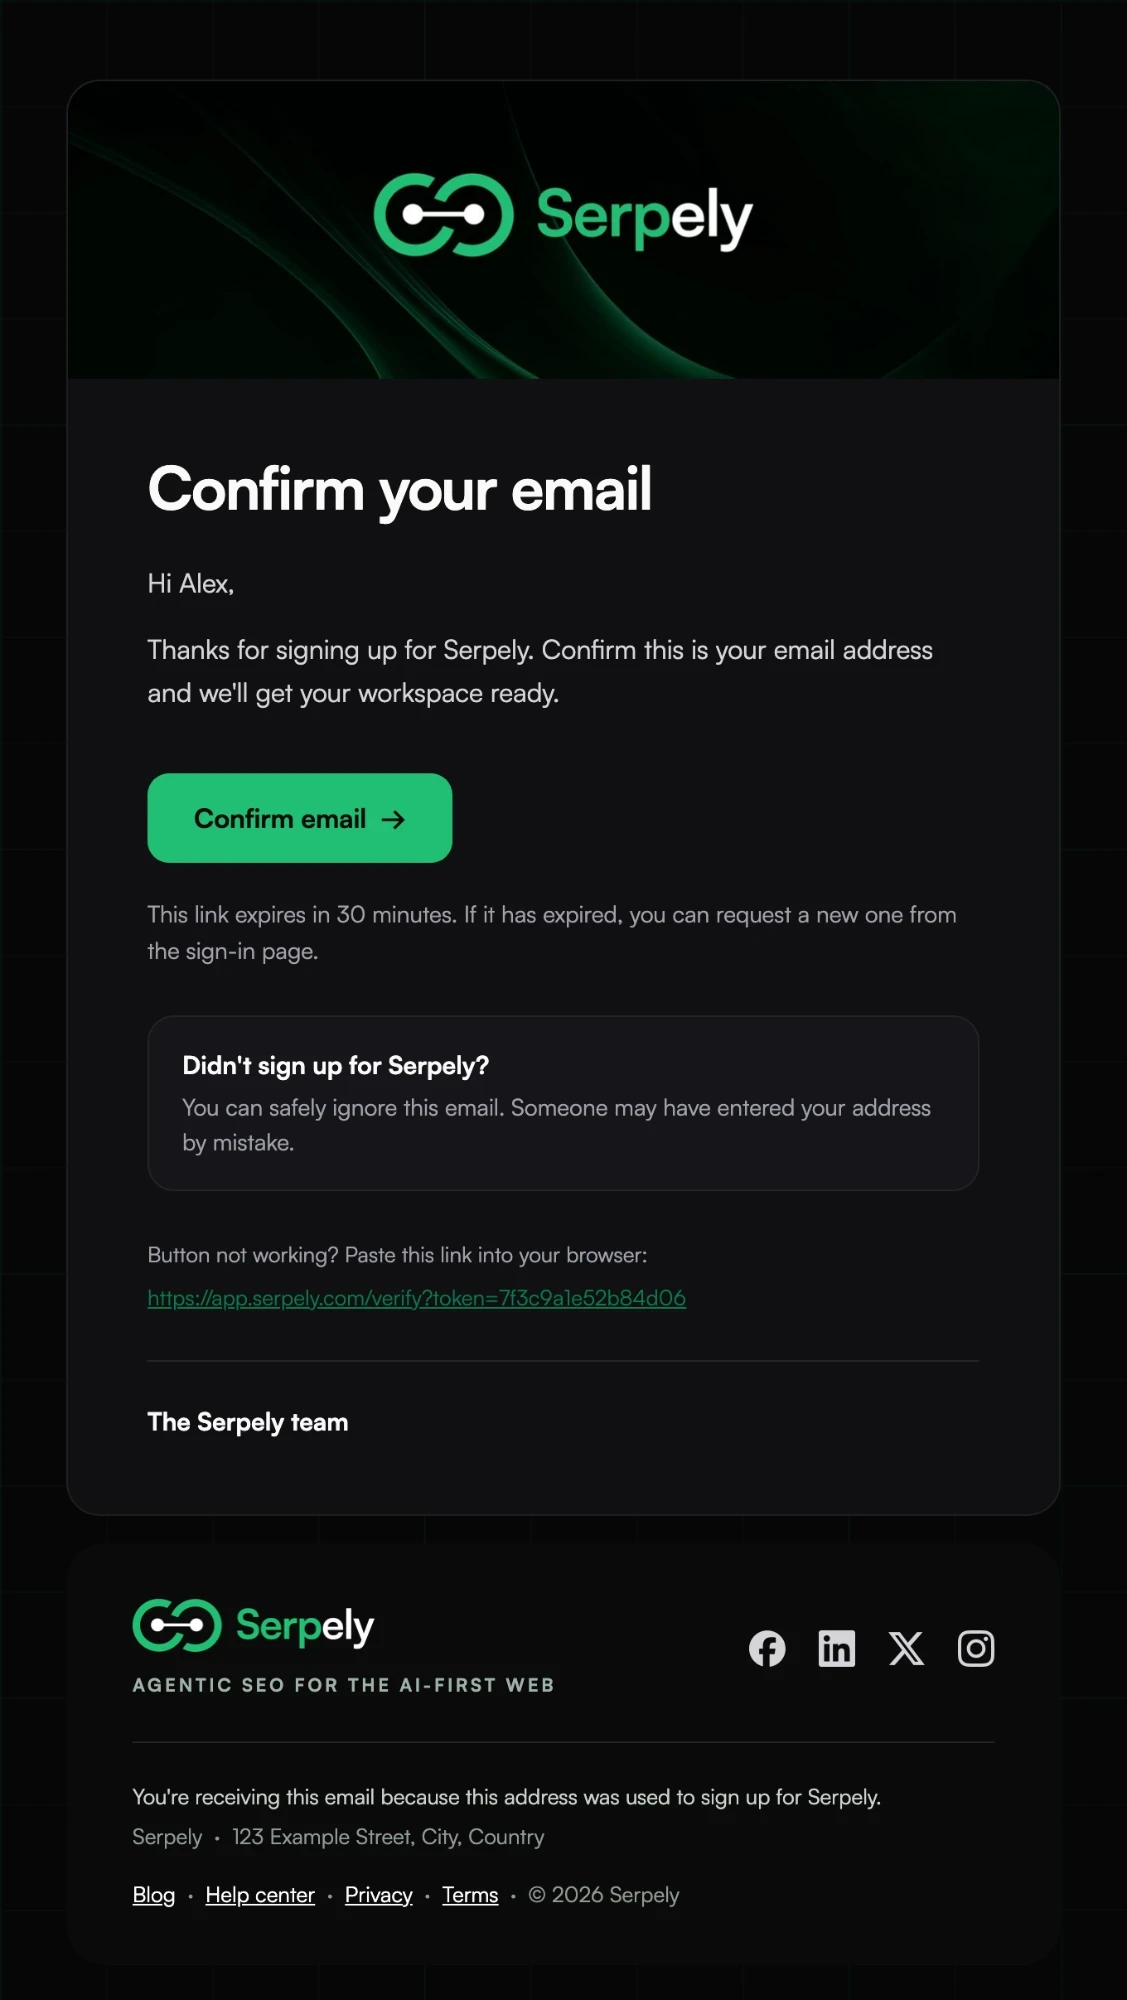 Serpely
Confirm your email
Hi Alex,
Thanks for signing up for Serpely. Confirm this is your email address
and we'll get your workspace ready.
Confirm email →
This link expires in 30 minutes. If it has expired, you can request a new one from
the sign-in page.
Didn't sign up for Serpely?
You can safely ignore this email. Someone may have entered your address
by mistake.
Button not working? Paste this link into your browser:
https://app.serpely.com/verify?token=7f3c9a1e52b84d06
The Serpely team
Serpely
AGENTIC SEO FOR THE AI-FIRST WEB
You're receiving this email because this address was used to sign up for Serpely.
Serpely · 123 Example Street, City, Country
Blog · Help center · Privacy · Terms · © 2026 Serpely